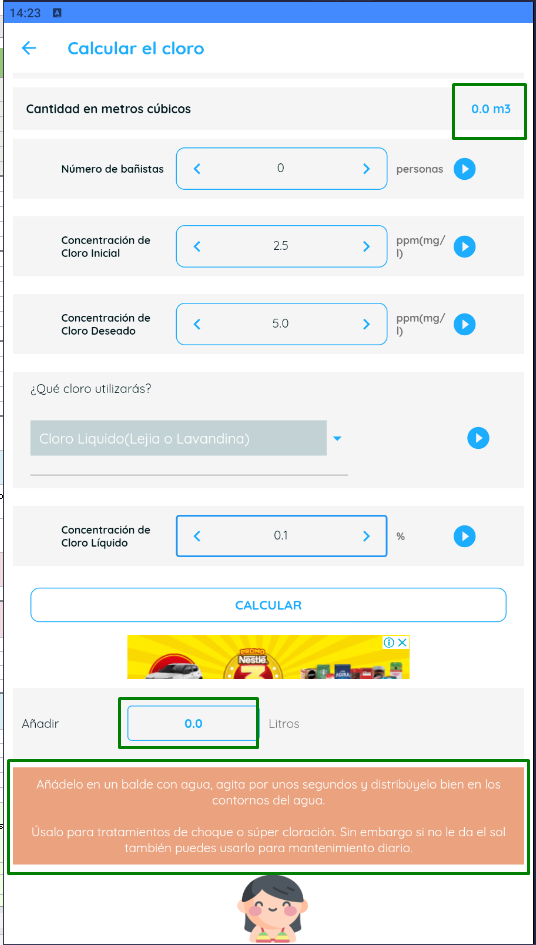 14:23
Calcular el cloro
Cantidad en metros cúbicos
0.0 m3
Número de bañistas
0
personas
Concentración de
Cloro Inicial
2.5
ppm(mg/
l)
Concentración de
Cloro Deseado
5.0
ppm(mg/
l)
¿Qué cloro utilizarás?
Cloro Liquido(Lejia o Lavandina)
Concentración de
Cloro Líquido
0.1
%
CALCULAR
PROMO
Nestlé
3
Añadir
0.0
Litros
Añádelo en un balde con agua, agita por unos segundos y distribúyelo bien en los
contornos del agua.
Úsalo para tratamientos de choque o súper cloración. Sin embargo si no le da el sol
también puedes usarlo para mantenimiento diario.